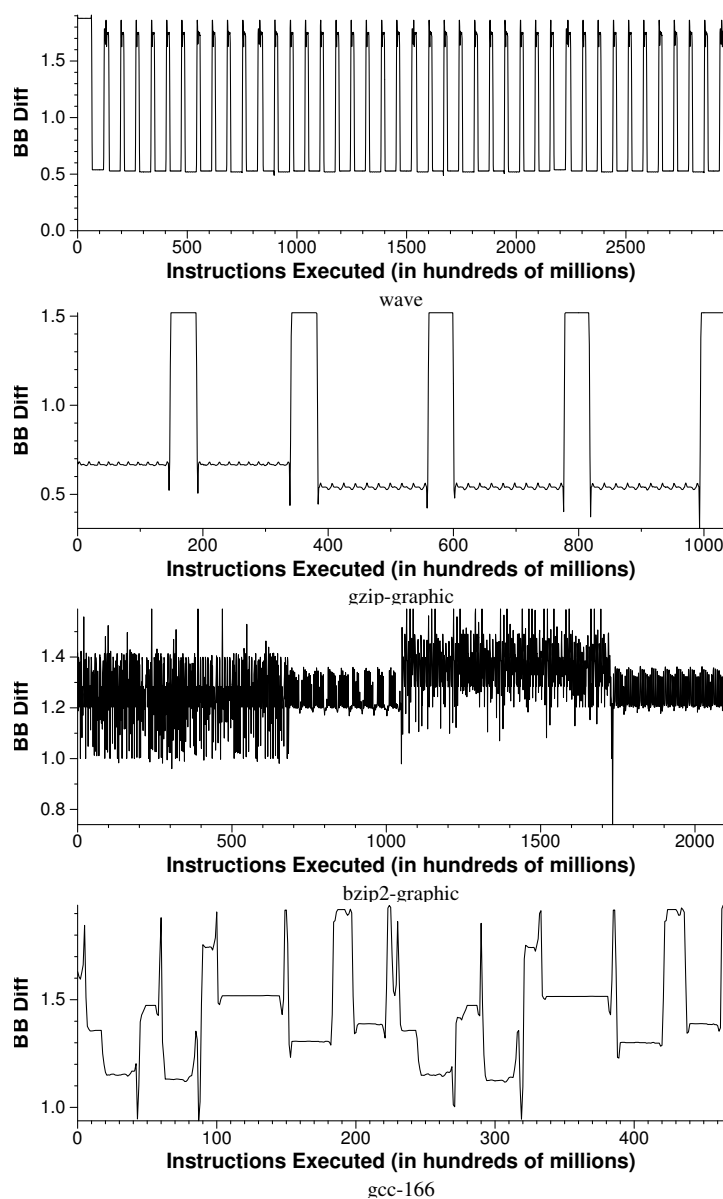 BB Diff
1.5
1.0
0.5
0.0
0 500 1000 1500 2000 2500
Instructions Executed (in hundreds of millions)
wave
BB Diff
1.5
1.0
0.5
0 200 400 600 800 1000
Instructions Executed (in hundreds of millions)
gzip-graphic
BB Diff
1.4
1.2
1.0
0.8
0 500 1000 1500 2000
Instructions Executed (in hundreds of millions)
bzip2-graphic
BB Diff
1.5
1.0
0 100 200 300 400
Instructions Executed (in hundreds of millions)
gcc-166